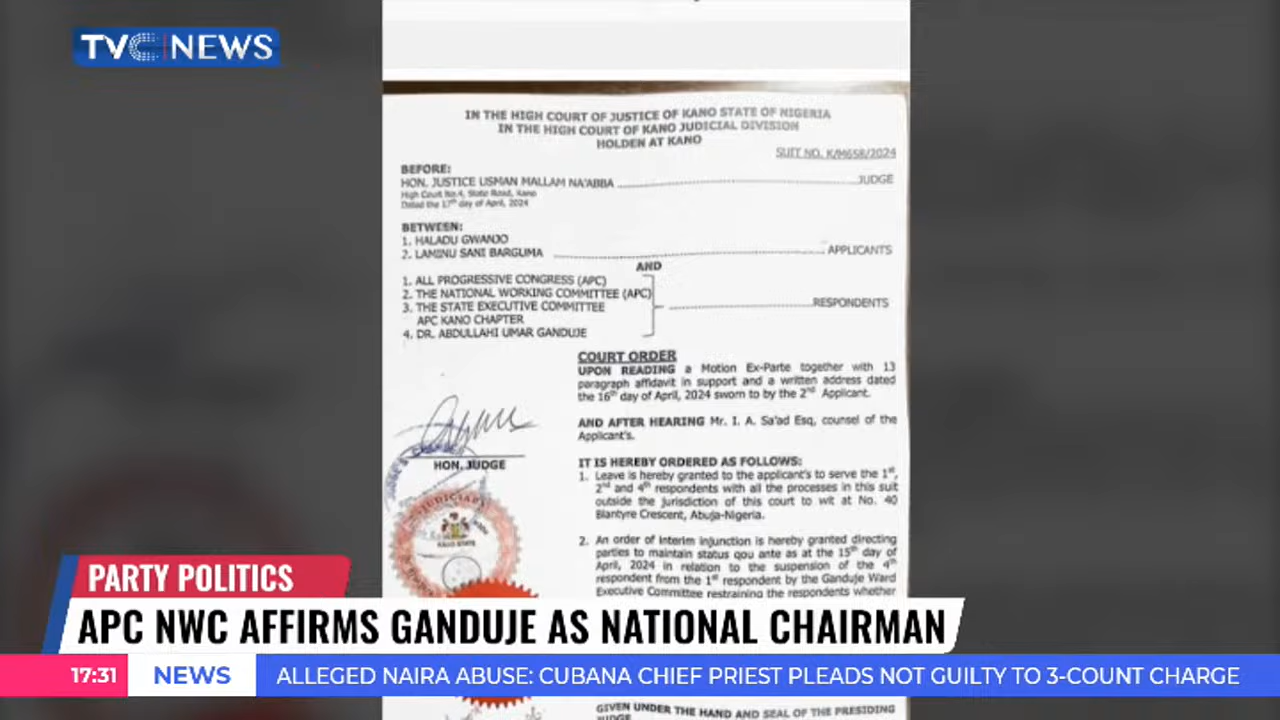 TVC NEWS
IN THE HIGH COURT OF JUSTICE OF KANO STATE OF NIGERIA
IN THE HIGH COURT OF KANO JUDICIAL DIVISION
HOLDEN AT KANO
SUIT NO. K/M658/2024
BEFORE:
HON. JUSTICE USMAN MALLAM NA'ABBA JUDGE
High Court No.4, State Road, Kano
Dated the 17th day of April, 2024
BETWEEN:
1. HALADU GWANJO
2. LAMINU SANI BARGUMA APPLICANTS
AND
1. ALL PROGRESSIVE CONGRESS (APC)
2. THE NATIONAL WORKING COMMITTEE (APC)
3. THE STATE EXECUTIVE COMMITTEE RESPONDENTS
APC KANO CHAPTER
4. DR. ABDULLAHI UMAR GANDUJE
COURT ORDER
UPON READING a Motion Ex-Parte together with 13
paragraph affidavit in support and a written address dated
the 16th day of April, 2024 sworn to by the 2nd Applicant.
AND AFTER HEARING Mr. I. A. Sa'ad Esq, counsel of the
Applicant's.
HON. JUDGE
IT IS HEREBY ORDERED AS FOLLOWS:
1. Leave is hereby granted to the applicant's to serve the 1st,
2nd and 4th respondents with all the processes in this suit
outside the jurisdiction of this court to wit at No. 40
Blantyre Crescent, Abuja-Nigeria.
2. An order of interim injunction is hereby granted directing
parties to maintain status qou ante as at the 15th day of
April, 2024 in relation to the suspension of the 4th
respondent from the 1st respondent by the Ganduje Ward
Executive Committee restraining the respondents whether
JUDICIARY
KANO STATE
PARTY POLITICS
APC NWC AFFIRMS GANDUJE AS NATIONAL CHAIRMAN
17:31 NEWS ALLEGED NAIRA ABUSE: CUBANA CHIEF PRIEST PLEADS NOT GUILTY TO 3-COUNT CHARGE
GIVEN UNDER THE HAND AND SEAL OF THE PRESIDING
JUDGE